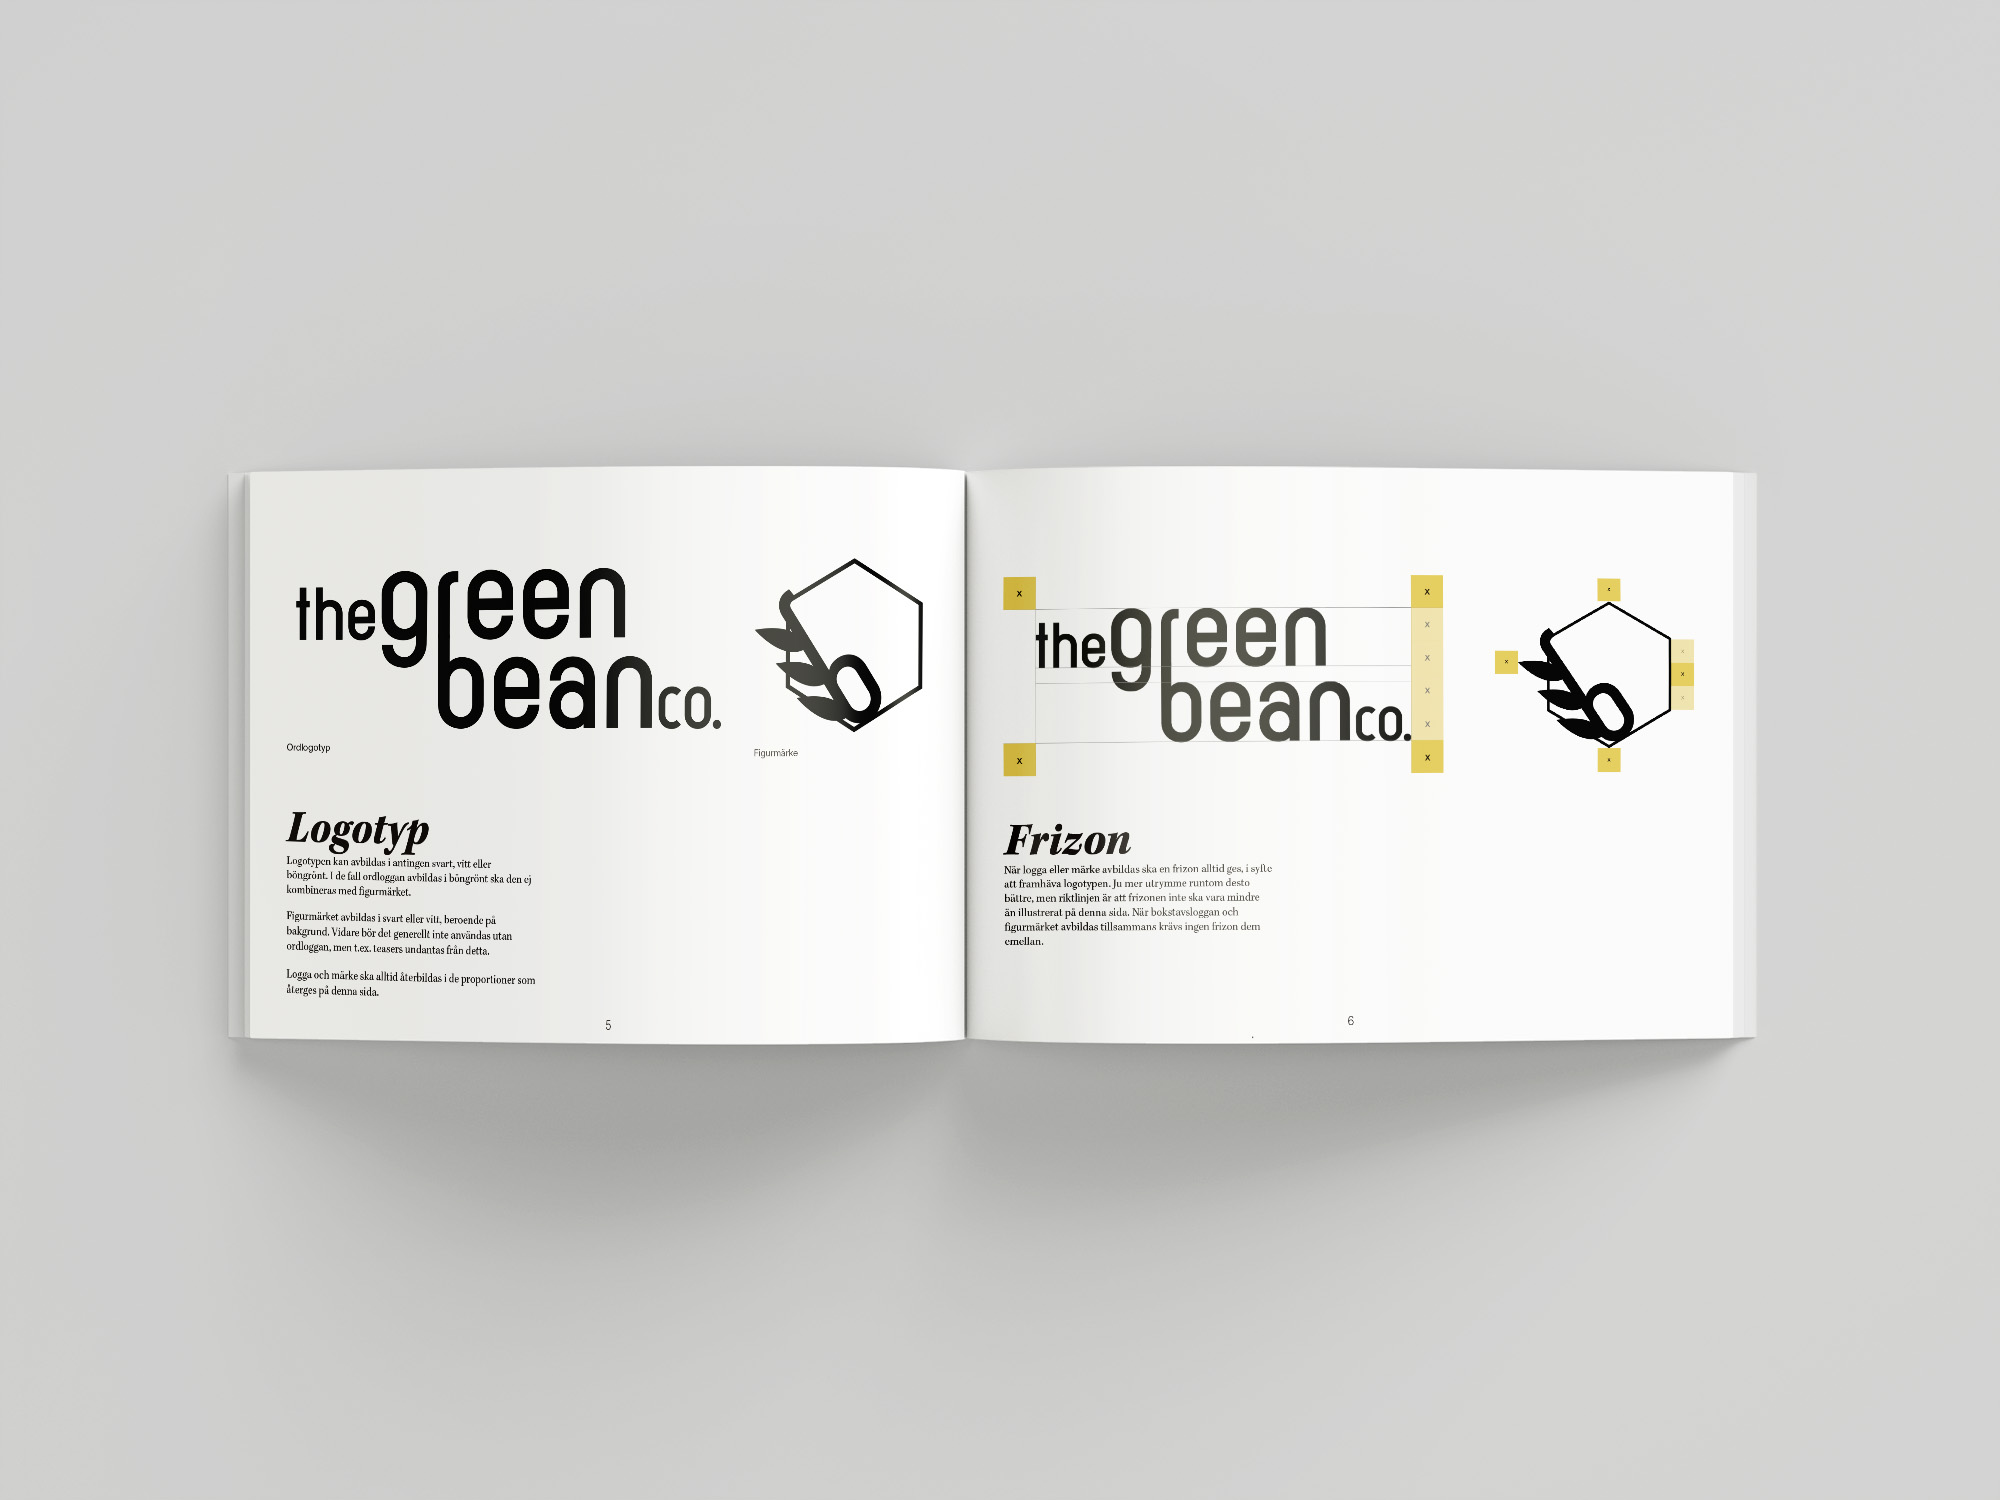 thegreen
beanco.
Ordlogotyp
Figurmärke
Logotyp
Logotypen kan avbildas i antingen svart, vitt eller
böngrönt. I de fall ordloggan avbildas i böngrönt ska den ej
kombineras med figurmärket.
Figurmärket avbildas i svart eller vitt, beroende på
bakgrund. Vidare bör det generellt inte användas utan
ordloggan, men t.ex. teasers undantas från detta.
Logga och märke ska alltid återbildas i de proportioner som
återges på denna sida.
5
x
x
x
x
x
x
x
x
thegreen
beanco.
x
x
x
x
x
x
Frizon
När logga eller märke avbildas ska en frizon alltid ges, i syfte
att framhäva logotypen. Ju mer utrymme runtom desto
bättre, men riktlinjen är att frizonen inte ska vara mindre
än illustrerat på denna sida. När bokstavsloggan och
figurmärket avbildas tillsammans krävs ingen frizon dem
emellan.
6